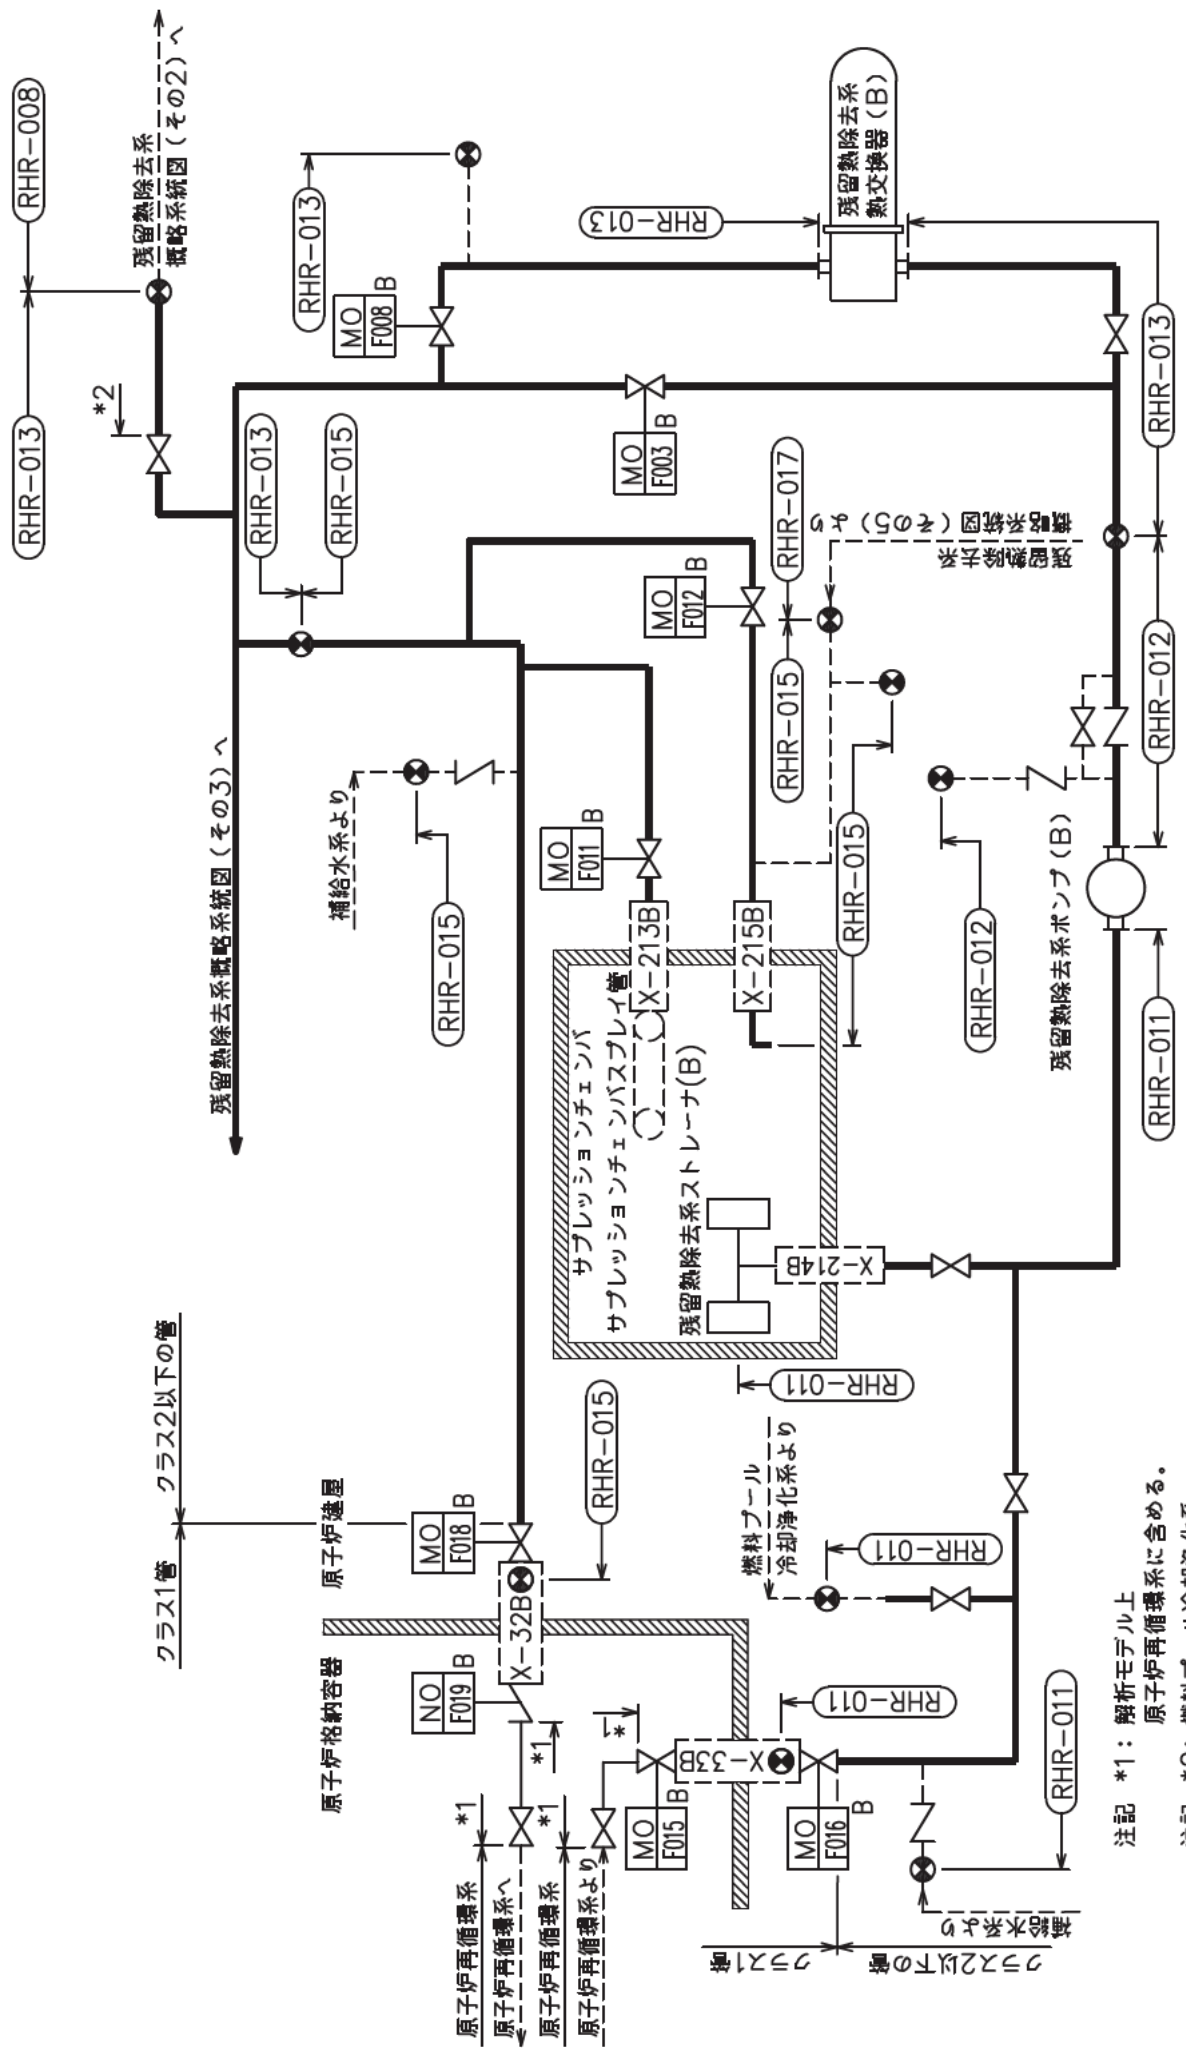 RHR-008
RHR-013
残留熱除去系
概略系統図(その2)へ
*2
RHR-013
RHR-015
RHR-013
MO
F008
B
RHR-013
残留熱除去系
熱交換器(B)
MO
F003
B
RHR-013
残留熱除去系概略系統図(その3)へ
補給水系より
RHR-015
MO
F012
B
RHR-017
RHR-015
残留熱除去系
概略系統図(その5)より
RHR-015
RHR-012
RHR-012
残留熱除去系ポンプ(B)
RHR-011
MO
F011
B
X-213B
X-215B
サプレッションチェンバ
サプレッションチェンバスプレイ管
残留熱除去系ストレーナ(B)
X-214B
RHR-011
クラス1管
クラス2以下の管
原子炉格納容器
原子炉建屋
MO
F018
B
RHR-015
X-32B
NO
F019
B
*1
原子炉再循環系
*1
原子炉再循環系へ
原子炉再循環系
*1
原子炉再循環系より
*1
MO
F015
B
X-33B
RHR-011
MO
F016
B
クラス1管
クラス2以下の管
補給水系より
RHR-011
燃料プール
冷却浄化系より
RHR-011
注記 *1:解析モデル上
原子炉再循環系に含める。